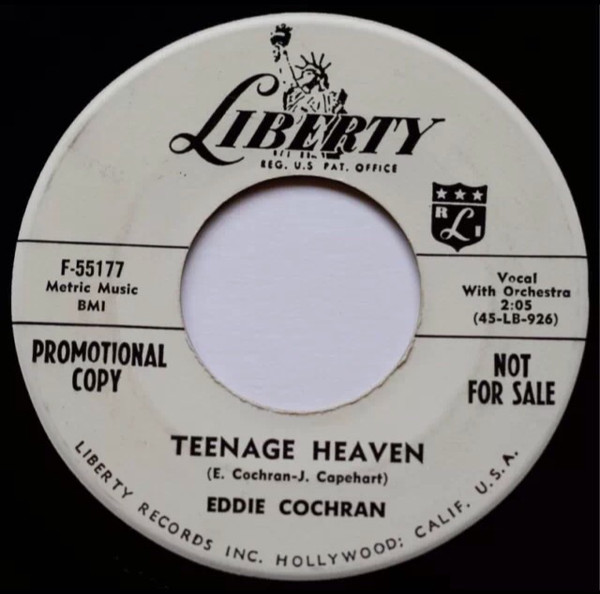 LIBERTY
REG. U.S PAT. OFFICE
R L I
F-55177
Metric Music
BMI
Vocal
With Orchestra
2:05
(45-LB-926)
PROMOTIONAL
COPY
NOT
FOR SALE
TEENAGE HEAVEN
(E. Cochran-J. Capehart)
EDDIE COCHRAN
LIBERTY RECORDS INC. HOLLYWOOD: CALIF. U.S.A.